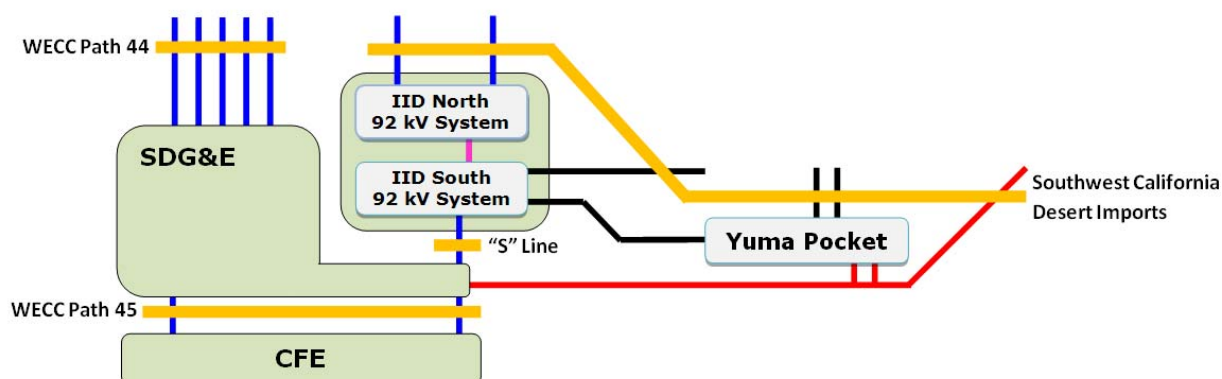 WECC Path 44
IID North
92 kV System
SDG&E
IID South
92 kV System
Southwest California
Desert Imports
Yuma Pocket
“S” Line
WECC Path 45
CFE